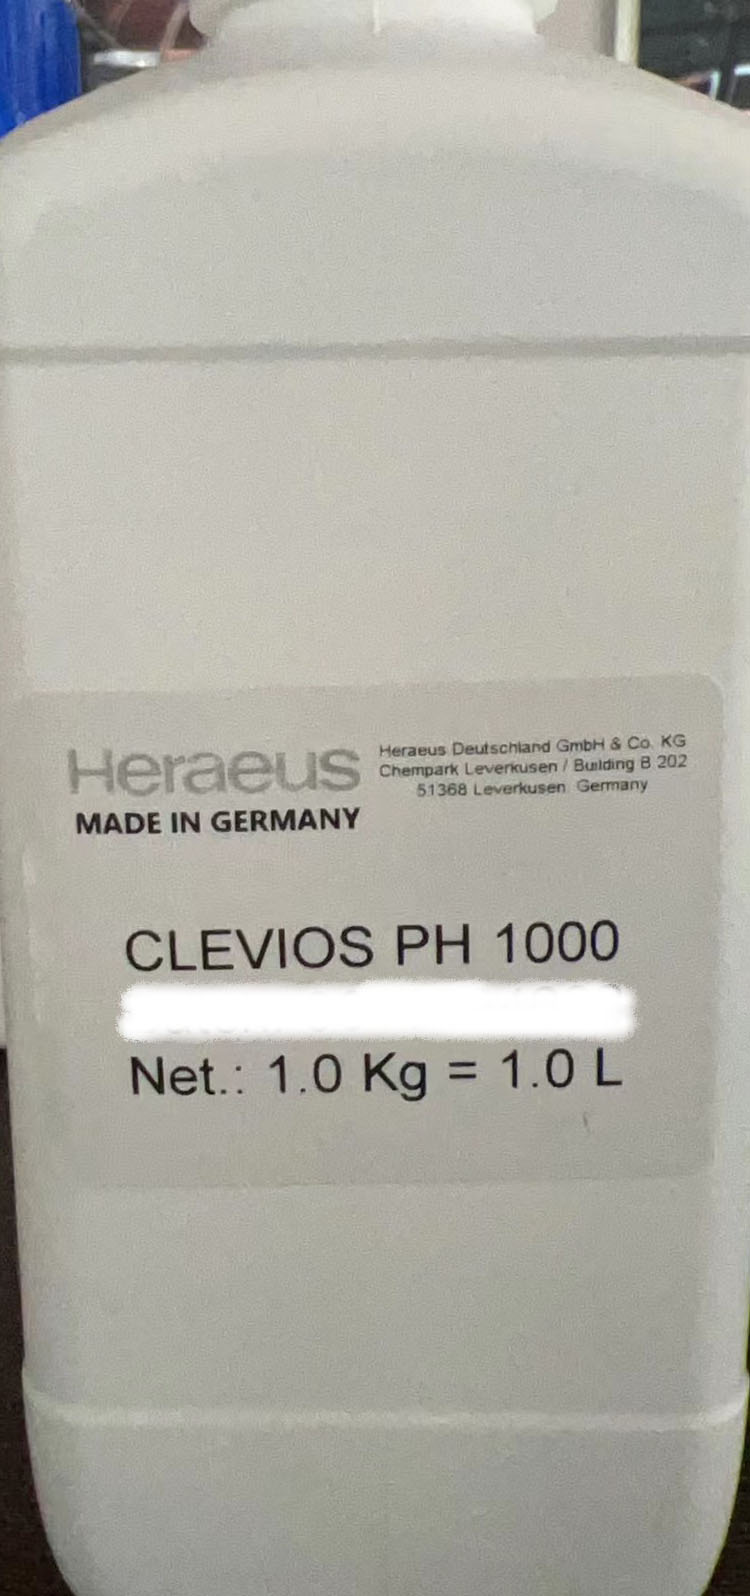 Heraeus
MADE IN GERMANY
Heraeus Deutschland GmbH & Co. KG
Chempark Leverkusen / Building B 202
51368 Leverkusen Germany
CLEVIOS PH 1000
Net.: 1.0 Kg = 1.0 L